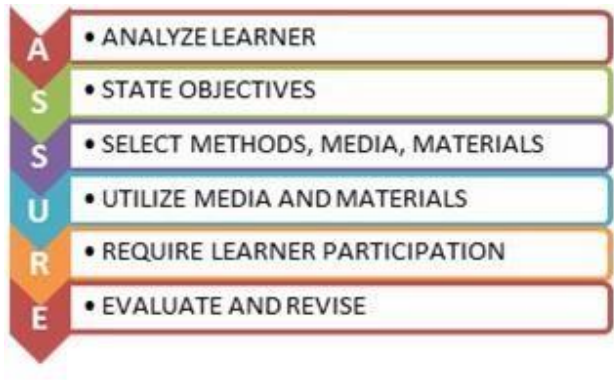 A • ANALYZE LEARNER
S • STATE OBJECTIVES
S • SELECT METHODS, MEDIA, MATERIALS
U • UTILIZE MEDIA AND MATERIALS
R • REQUIRE LEARNER PARTICIPATION
E • EVALUATE AND REVISE